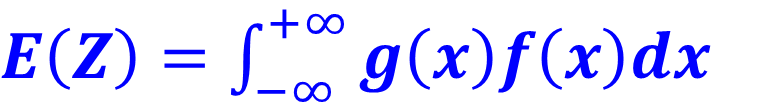 E(Z) = ∫_{-∞}^{+∞} g(x)f(x)dx